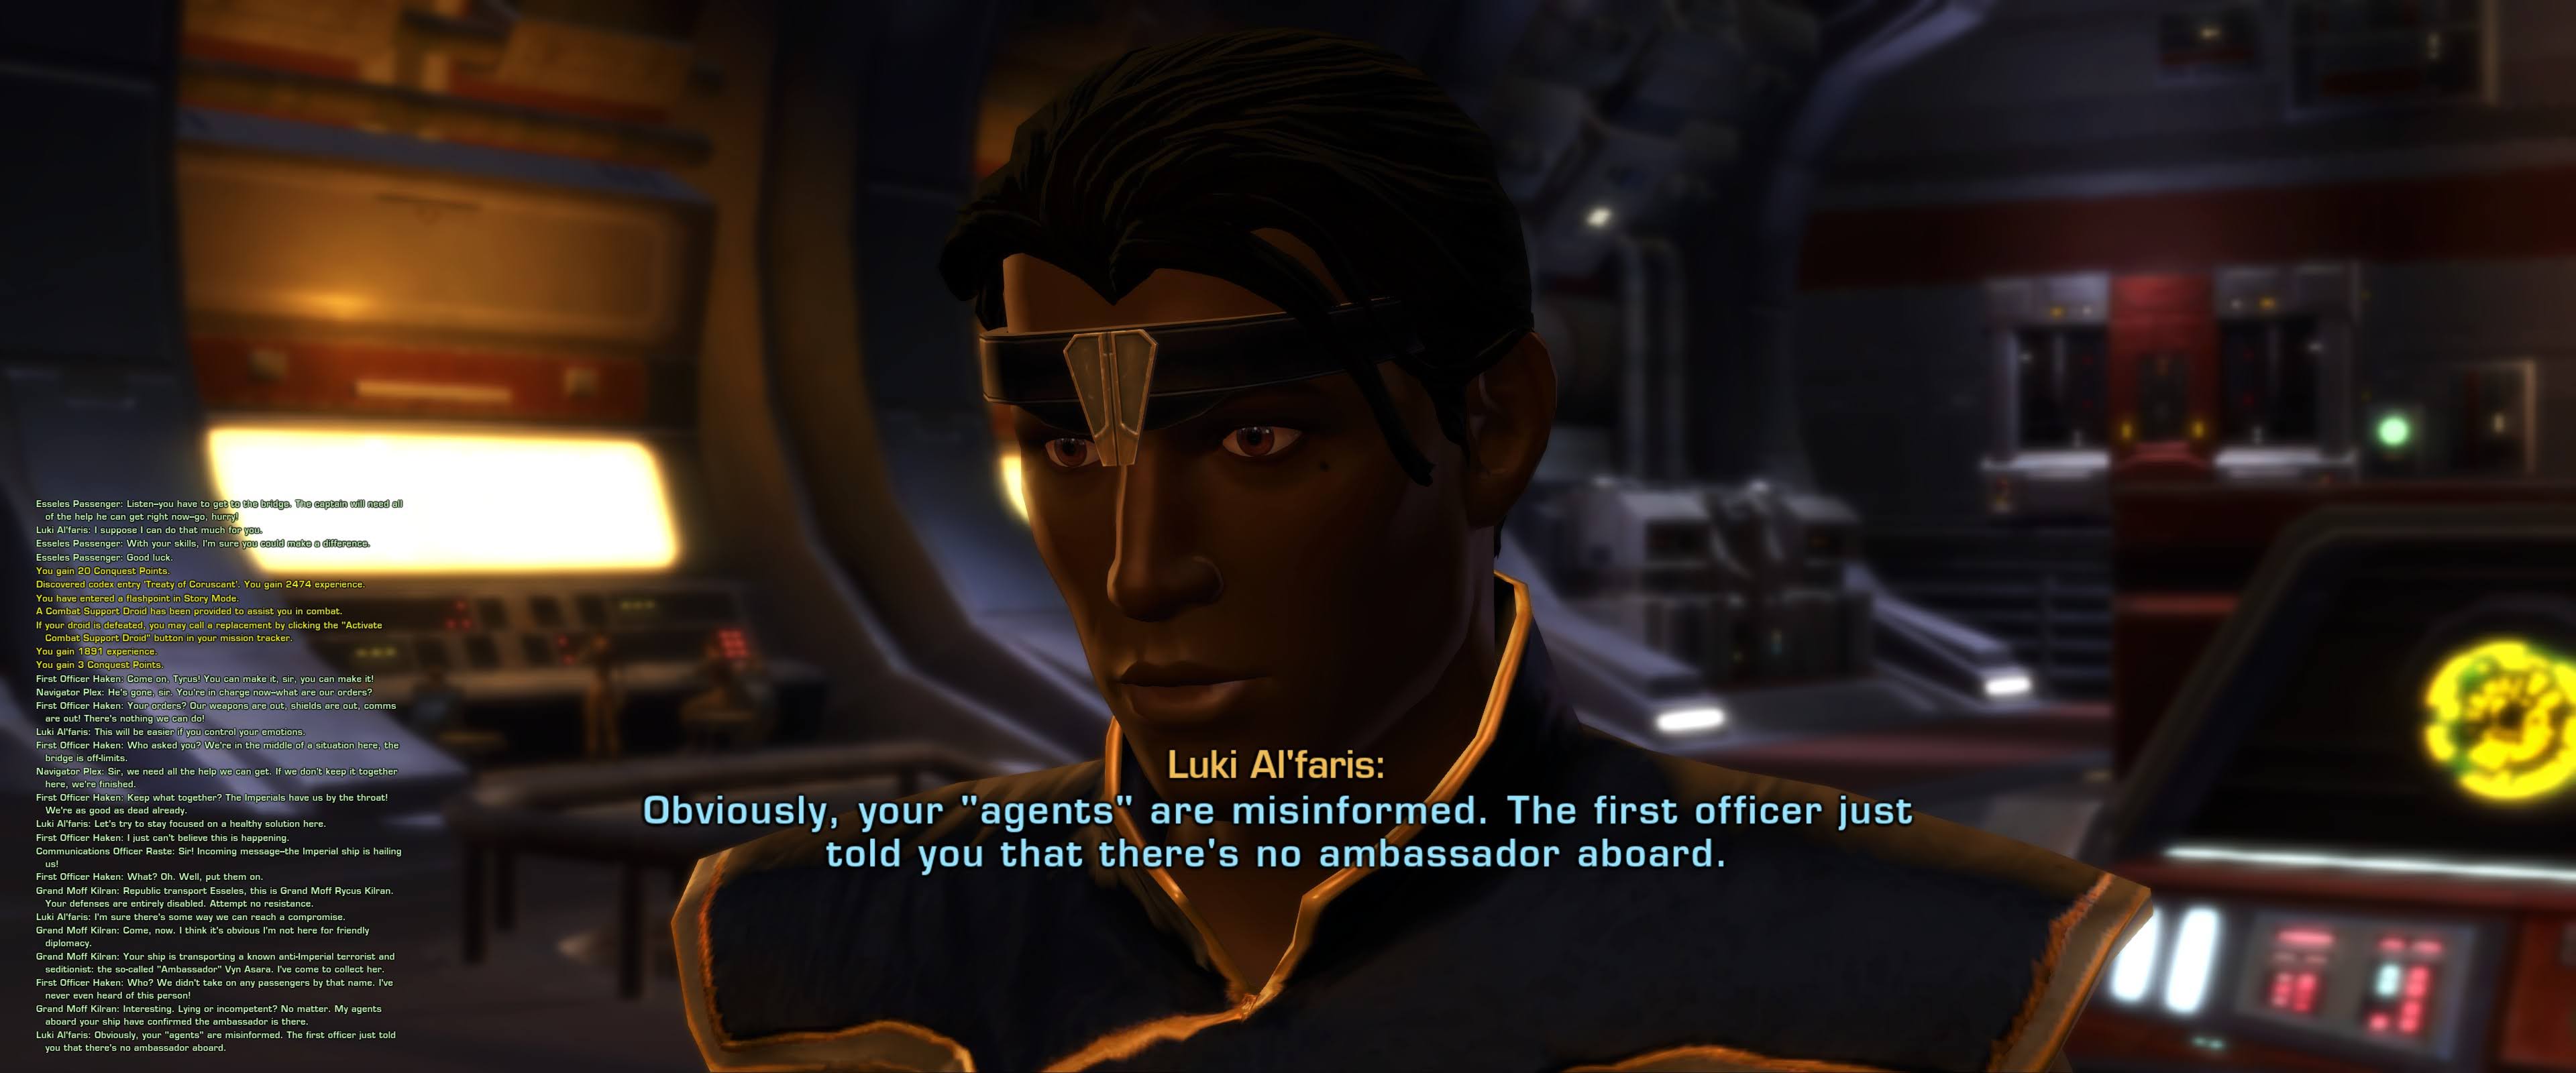 Esseles Passenger: Listen—you have to get to the bridge. The captain will need all
of the help he can get right now—go, hurry!
Luki Al'faris: I suppose I can do that much for you.
Esseles Passenger: With your skills, I'm sure you could make a difference.
Esseles Passenger: Good luck.
You gain 20 Conquest Points.
Discovered codex entry 'Treaty of Coruscant'. You gain 2474 experience.
You have entered a flashpoint in Story Mode.
A Combat Support Droid has been provided to assist you in combat.
If your droid is defeated, you may call a replacement by clicking the "Activate
Combat Support Droid" button in your mission tracker.
You gain 1891 experience.
You gain 3 Conquest Points.
First Officer Haken: Come on, Tyrus! You can make it, sir, you can make it!
Navigator Plex: He's gone, sir. You're in charge now—what are our orders?
First Officer Haken: Your orders? Our weapons are out, shields are out, comms
are out! There's nothing we can do!
Luki Al'faris: This will be easier if you control your emotions.
First Officer Haken: Who asked you? We're in the middle of a situation here, the
bridge is off-limits.
Navigator Plex: Sir, we need all the help we can get. If we don't keep it together
here, we're finished.
First Officer Haken: Keep what together? The Imperials have us by the throat!
We're as good as dead already.
Luki Al'faris: Let's try to stay focused on a healthy solution here.
First Officer Haken: I just can't believe this is happening.
Communications Officer Raste: Sir! Incoming message—the Imperial ship is hailing
us!
First Officer Haken: What? Oh. Well, put them on.
Grand Moff Kilran: Republic transport Esseles, this is Grand Moff Rycus Kilran.
Your defenses are entirely disabled. Attempt no resistance.
Luki Al'faris: I'm sure there's some way we can reach a compromise.
Grand Moff Kilran: Come, now. I think it's obvious I'm not here for friendly
diplomacy.
Grand Moff Kilran: Your ship is transporting a known anti-Imperial terrorist and
seditionist: the so-called "Ambassador" Vyn Asara. I've come to collect her.
First Officer Haken: Who? We didn't take on any passengers by that name. I've
never even heard of this person!
Grand Moff Kilran: Interesting. Lying or incompetent? No matter. My agents
aboard your ship have confirmed the ambassador is there.
Luki Al'faris: Obviously, your "agents" are misinformed. The first officer just told
you that there's no ambassador aboard.
Luki Al'faris:
Obviously, your "agents" are misinformed. The first officer just
told you that there's no ambassador aboard.